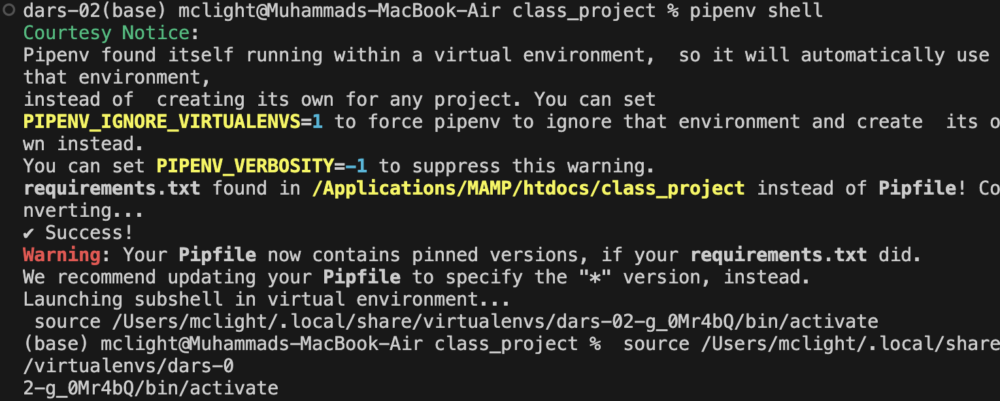 dars-02(base) mclight@Muhammads-MacBook-Air class_project % pipenv shell
Courtesy Notice:
Pipenv found itself running within a virtual environment,  so it will automatically use
that environment,
instead of  creating its own for any project. You can set
PIPENV_IGNORE_VIRTUALENVS=1 to force pipenv to ignore that environment and create  its o
wn instead.
You can set PIPENV_VERBOSITY=-1 to suppress this warning.
requirements.txt found in /Applications/MAMP/htdocs/class_project instead of Pipfile! Co
nverting...
✔ Success!
Warning: Your Pipfile now contains pinned versions, if your requirements.txt did.
We recommend updating your Pipfile to specify the "*" version, instead.
Launching subshell in virtual environment...
 source /Users/mclight/.local/share/virtualenvs/dars-02-g_0Mr4bQ/bin/activate
(base) mclight@Muhammads-MacBook-Air class_project %  source /Users/mclight/.local/share
/virtualenvs/dars-0
2-g_0Mr4bQ/bin/activate